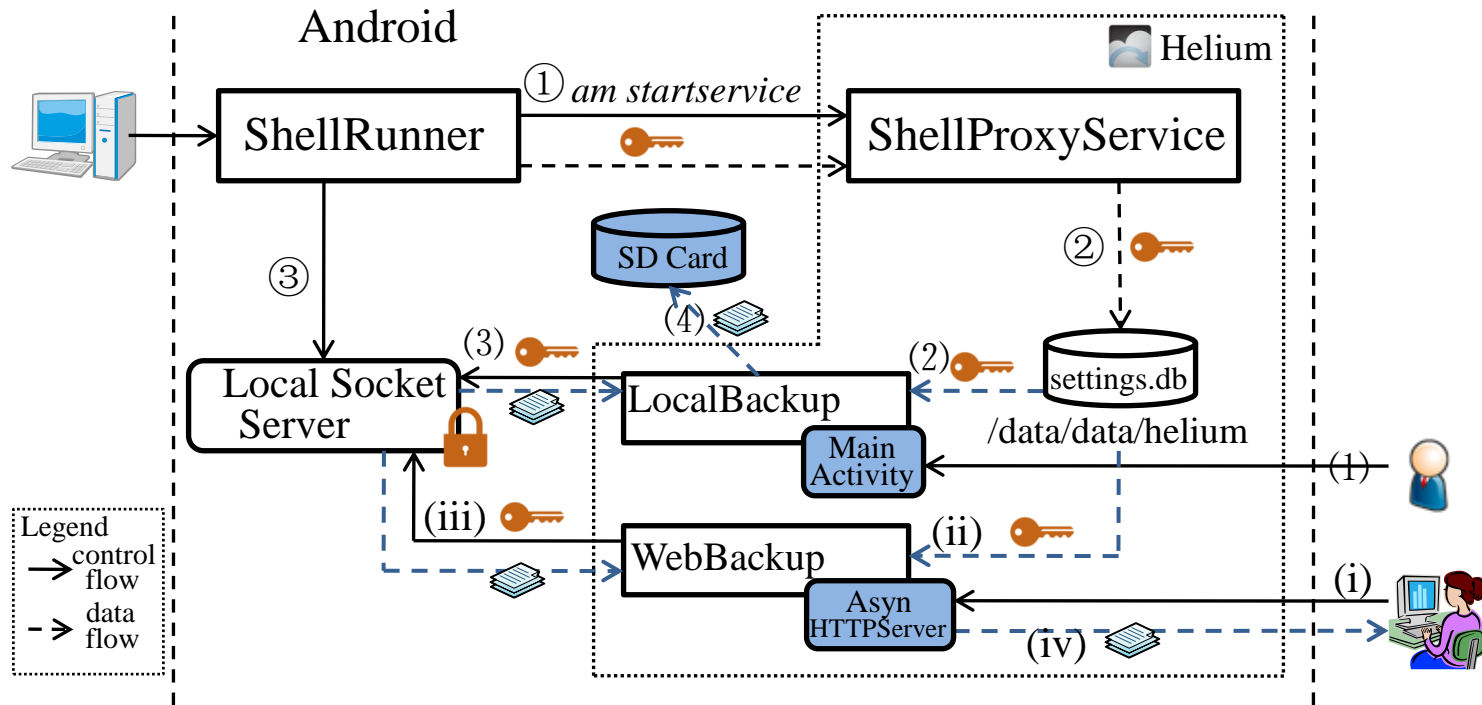 Android
Helium
① am startservice
ShellRunner
ShellProxyService
②
③
SD Card
(4)
(3)
(2)
settings.db
Local Socket
Server
LocalBackup
/data/data/helium
Main
Activity
(1)
Legend
control
flow
data
flow
(iii)
(ii)
WebBackup
(i)
Asyn
HTTPServer
(iv)